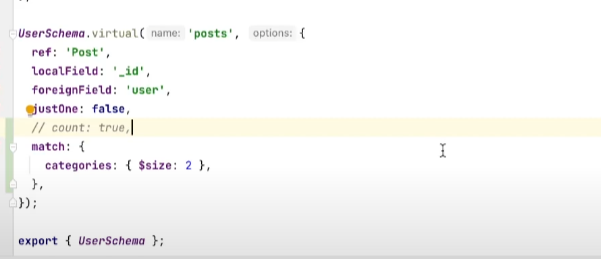 UserSchema.virtual( name: 'posts', options: {
ref: 'Post',
localField: '_id',
foreignField: 'user',
justOne: false,
// count: true,
match: {
categories: { $size: 2 },
},
});
export { UserSchema };